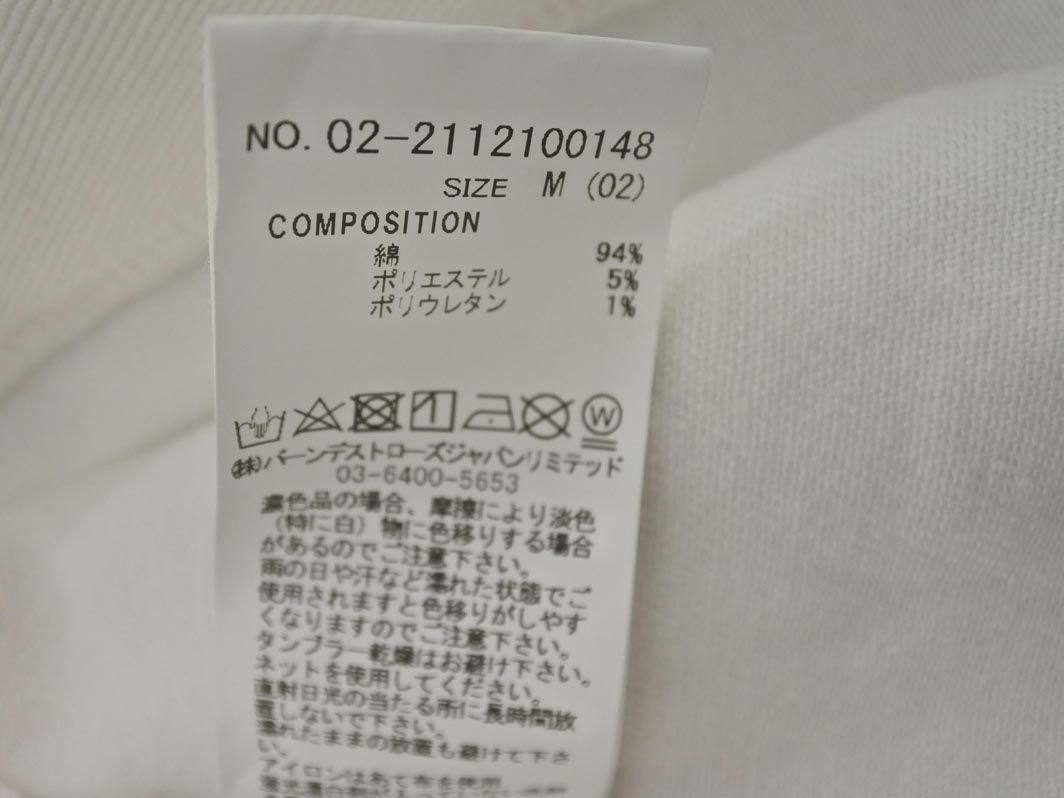 NO. 02-2112100148
SIZE M (02)
COMPOSITION
綿 94%
ポリエステル 5%
ポリウレタン 1%
W
(株)バーンデストローズジャパンリミテッド
03-6400-5653
濃色品の場合、摩擦により淡色
(特に白)物に色移りする場合
があるのでご注意下さい。
雨の日や汗など濡れた状態でご
使用されますと色移りがしやす
くなりますのでご注意下さい。
タンブラー乾燥はお避け下さい。
ネットを使用してください。
直射日光の当たる所に長時間放
置しないで下さい。
濡れたままの放置も避けて下さ
い。
アイロンはあて布を使用